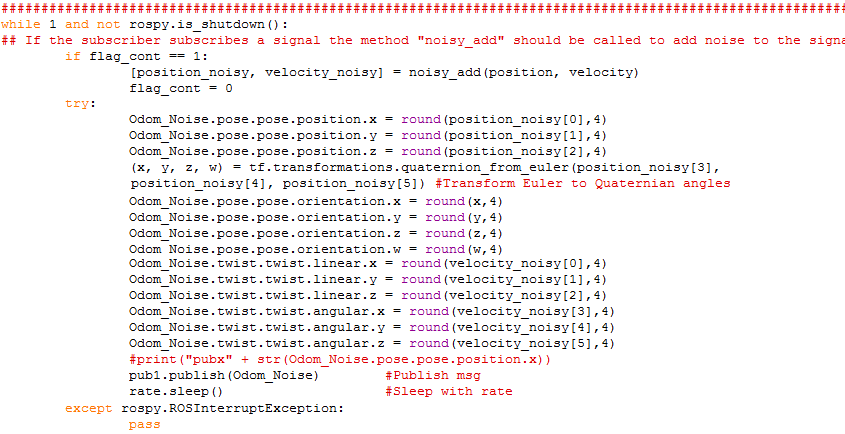 ##########################################################################################################
while 1 and not rospy.is_shutdown():
## If the subscriber subscribes a signal the method "noisy_add" should be called to add noise to the signa
if flag_cont == 1:
[position_noisy, velocity_noisy] = noisy_add(position, velocity)
flag_cont = 0
try:
Odom_Noise.pose.pose.position.x = round(position_noisy[0],4)
Odom_Noise.pose.pose.position.y = round(position_noisy[1],4)
Odom_Noise.pose.pose.position.z = round(position_noisy[2],4)
(x, y, z, w) = tf.transformations.quaternion_from_euler(position_noisy[3],
position_noisy[4], position_noisy[5]) #Transform Euler to Quaternian angles
Odom_Noise.pose.pose.orientation.x = round(x,4)
Odom_Noise.pose.pose.orientation.y = round(y,4)
Odom_Noise.pose.pose.orientation.z = round(z,4)
Odom_Noise.pose.pose.orientation.w = round(w,4)
Odom_Noise.twist.twist.linear.x = round(velocity_noisy[0],4)
Odom_Noise.twist.twist.linear.y = round(velocity_noisy[1],4)
Odom_Noise.twist.twist.linear.z = round(velocity_noisy[2],4)
Odom_Noise.twist.twist.angular.x = round(velocity_noisy[3],4)
Odom_Noise.twist.twist.angular.y = round(velocity_noisy[4],4)
Odom_Noise.twist.twist.angular.z = round(velocity_noisy[5],4)
#print("pubx" + str(Odom_Noise.pose.pose.position.x))
pub1.publish(Odom_Noise) #Publish msg
rate.sleep() #Sleep with rate
except rospy.ROSInterruptException:
pass